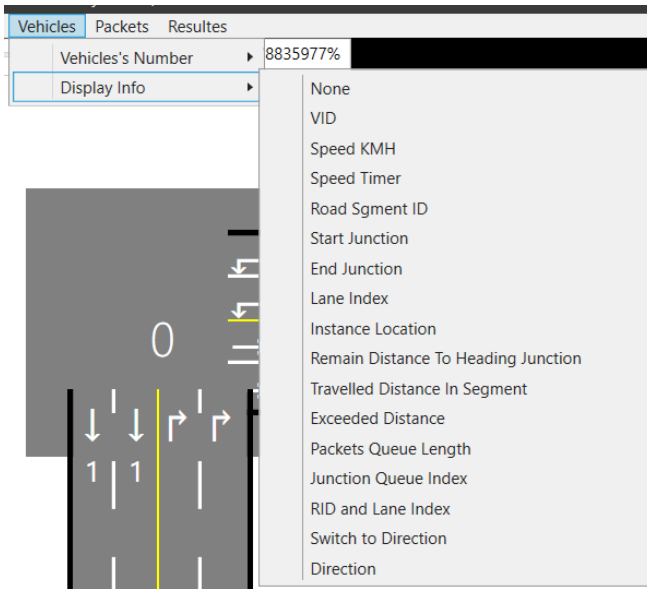 Vehicles Packets Resultes
Vehicles's Number
8835977%
Display Info
None
VID
Speed KMH
Speed Timer
Road Sgment ID
Start Junction
End Junction
Lane Index
Instance Location
Remain Distance To Heading Junction
Travelled Distance In Segment
Exceeded Distance
Packets Queue Length
Junction Queue Index
RID and Lane Index
Switch to Direction
Direction
0
1 1